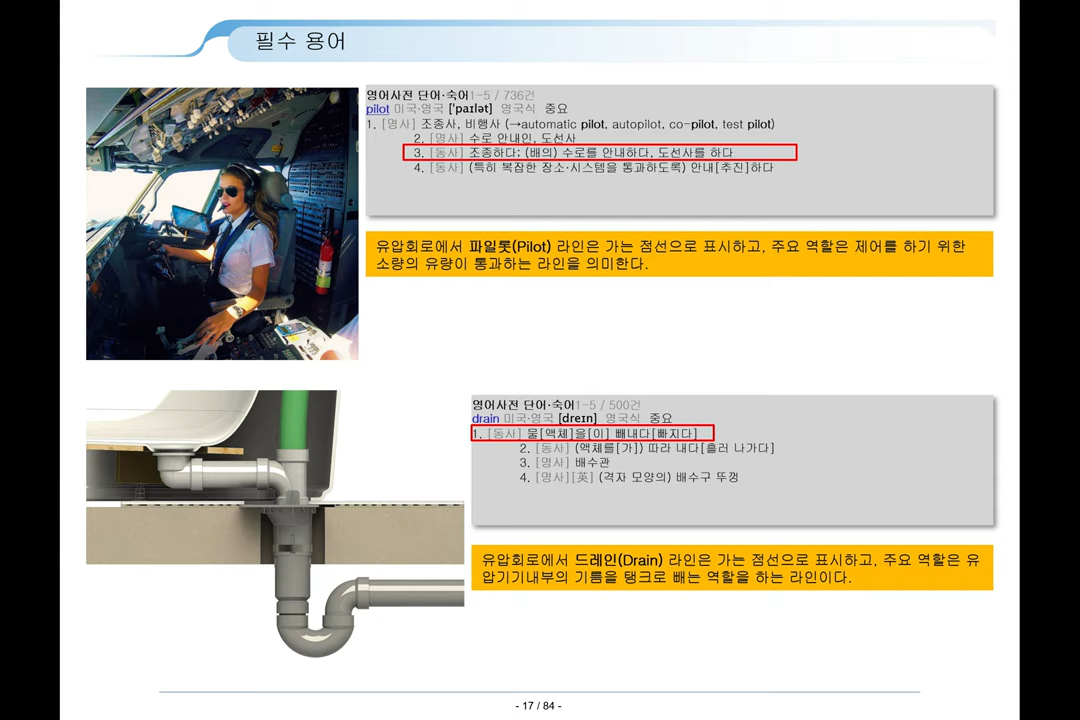 필수 용어
영어사전 단어·숙어1-5 / 736건
pilot 미국·영국 ['paɪlət] 영국식 중요
1. [명사] 조종사, 비행사 (→automatic pilot, autopilot, co-pilot, test pilot)
2. [명사] 수로 안내인, 도선사
3. [동사] 조종하다; (배의) 수로를 안내하다, 도선사를 하다
4. [동사] (특히 복잡한 장소·시스템을 통과하도록) 안내[추진]하다
유압회로에서 파일롯(Pilot) 라인은 가는 점선으로 표시하고, 주요 역할은 제어를 하기 위한
소량의 유량이 통과하는 라인을 의미한다.
영어사전 단어·숙어1-5 / 500건
drain 미국·영국 [dreɪn] 영국식 중요
1. [동사] 물[액체]을[이] 빼내다[빠지다]
2. [동사] (액체를[가]) 따라 내다[흘러 나가다]
3. [명사] 배수관
4. [명사][英] (격자 모양의) 배수구 뚜껑
유압회로에서 드레인(Drain) 라인은 가는 점선으로 표시하고, 주요 역할은 유
압기기내부의 기름을 탱크로 빼는 역할을 하는 라인이다.
- 17 / 84 -